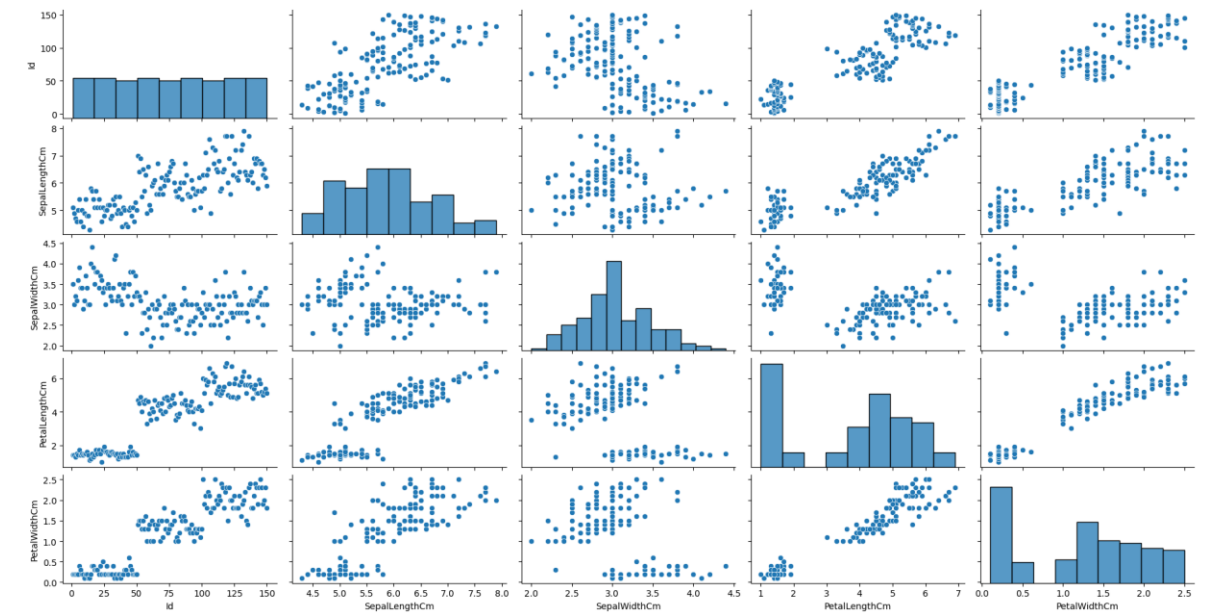 150
100
50
0
Id
8
7
6
5
SepalLengthCm
4.5
4.0
3.5
3.0
2.5
2.0
SepalWidthCm
6
4
2
PetalLengthCm
2.5
2.0
1.5
1.0
0.5
0.0
PetalWidthCm
0 25 50 75 100 125 150
Id
4.5 5.0 5.5 6.0 6.5 7.0 7.5 8.0
SepalLengthCm
2.0 2.5 3.0 3.5 4.0 4.5
SepalWidthCm
1 2 3 4 5 6 7
PetalLengthCm
0.0 0.5 1.0 1.5 2.0 2.5
PetalWidthCm